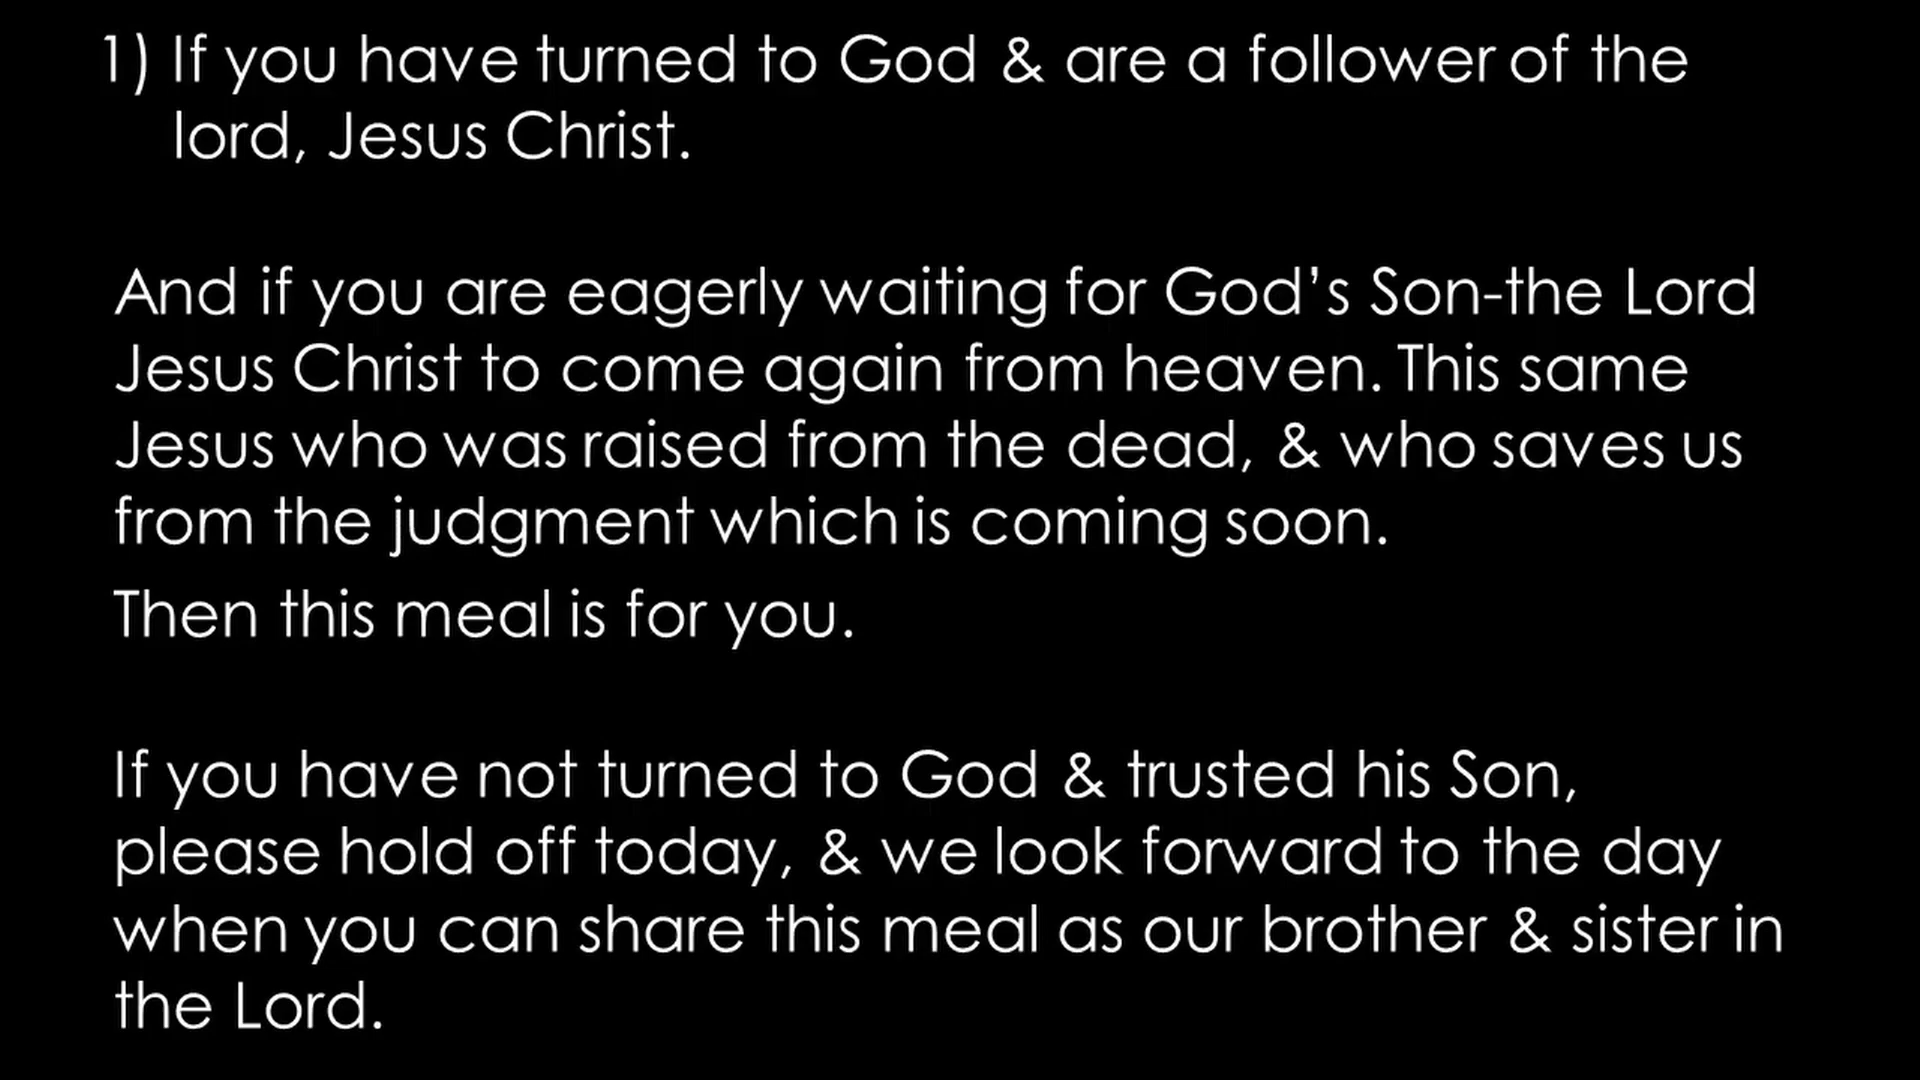 1) If you have turned to God & are a follower of the
lord, Jesus Christ.
And if you are eagerly waiting for God’s Son-the Lord
Jesus Christ to come again from heaven. This same
Jesus who was raised from the dead, & who saves us
from the judgment which is coming soon.
Then this meal is for you.
If you have not turned to God & trusted his Son,
please hold off today, & we look forward to the day
when you can share this meal as our brother & sister in
the Lord.